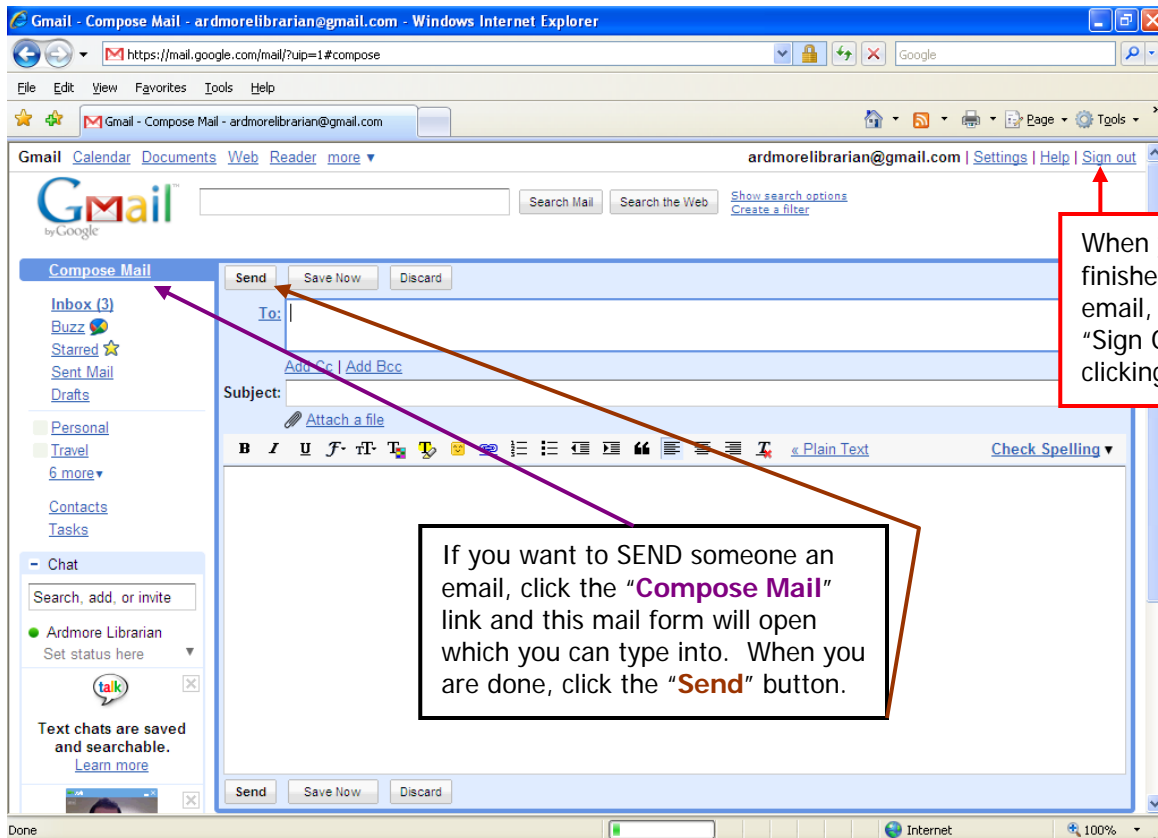 Gmail - Compose Mail - ardmorelibrarian@gmail.com - Windows Internet Explorer
https://mail.google.com/mail/?uip=1#compose
Google
File Edit View Favorites Tools Help
Gmail - Compose Mail - ardmorelibrarian@gmail.com
Page Tools
Gmail Calendar Documents Web Reader more ▼
ardmorelibrarian@gmail.com | Settings | Help | Sign out
Gmail™
by Google
Search Mail Search the Web
Show search options
Create a filter
When
finishe
email,
“Sign
clicking
Compose Mail
Inbox (3)
Buzz
Starred
Sent Mail
Drafts
Personal
Travel
6 more▼
Contacts
Tasks
– Chat
Search, add, or invite
Ardmore Librarian
Set status here ▼
talk
Text chats are saved
and searchable.
Learn more
Send Save Now Discard
To:
Add Cc | Add Bcc
Subject:
Attach a file
B I U F T T T « Plain Text Check Spelling ▼
If you want to SEND someone an
email, click the “Compose Mail”
link and this mail form will open
which you can type into. When you
are done, click the “Send” button.
Send Save Now Discard
Done Internet 100%